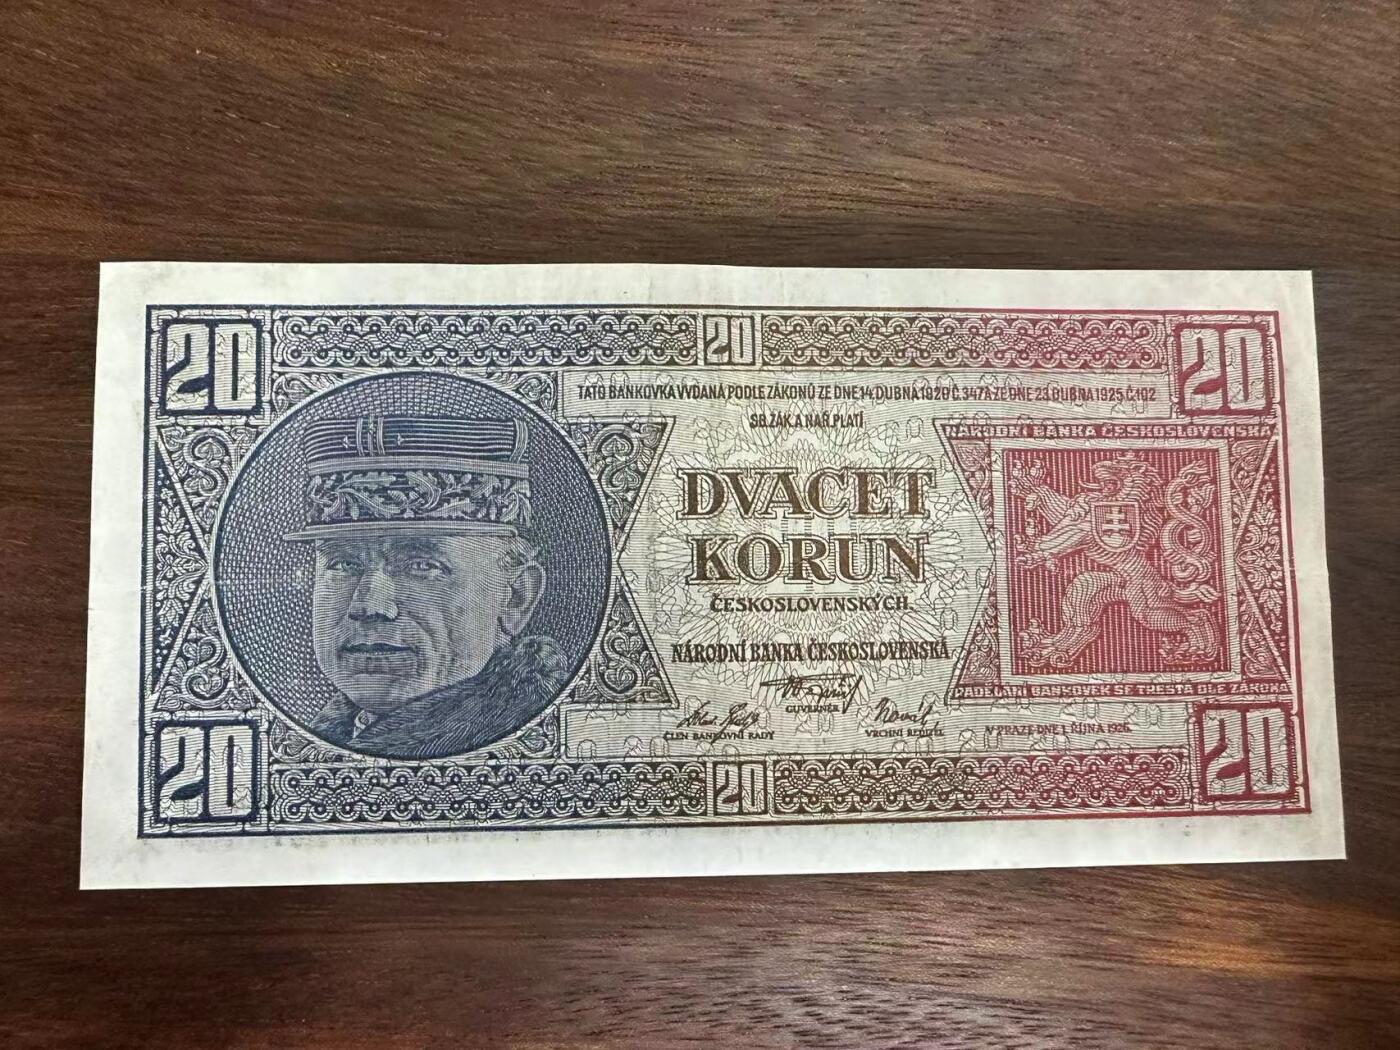 20 20 20
TATO BANKOVKA VYDANÁ PODLE ZÁKONŮ ZE DNE 14. DUBNA 1920 Č. 347 A ZE DNE 23. DUBNA 1925 Č. 102
SB. ZÁK. A NAŘ. PLATÍ
NÁRODNÍ BANKA ČESKOSLOVENSKÁ
DVACET
KORUN
ČESKOSLOVENSKÝCH.
NÁRODNÍ BANKA ČESKOSLOVENSKÁ
PADĚLÁNÍ BANKOVEK SE TRESTÁ DLE ZÁKONA
GUVERNÉR
ČLEN BANKOVNÍ RADY
VRCHNÍ ŘEDITEL
V PRAZE DNE 1. ŘÍJNA 1926.
20 20 20